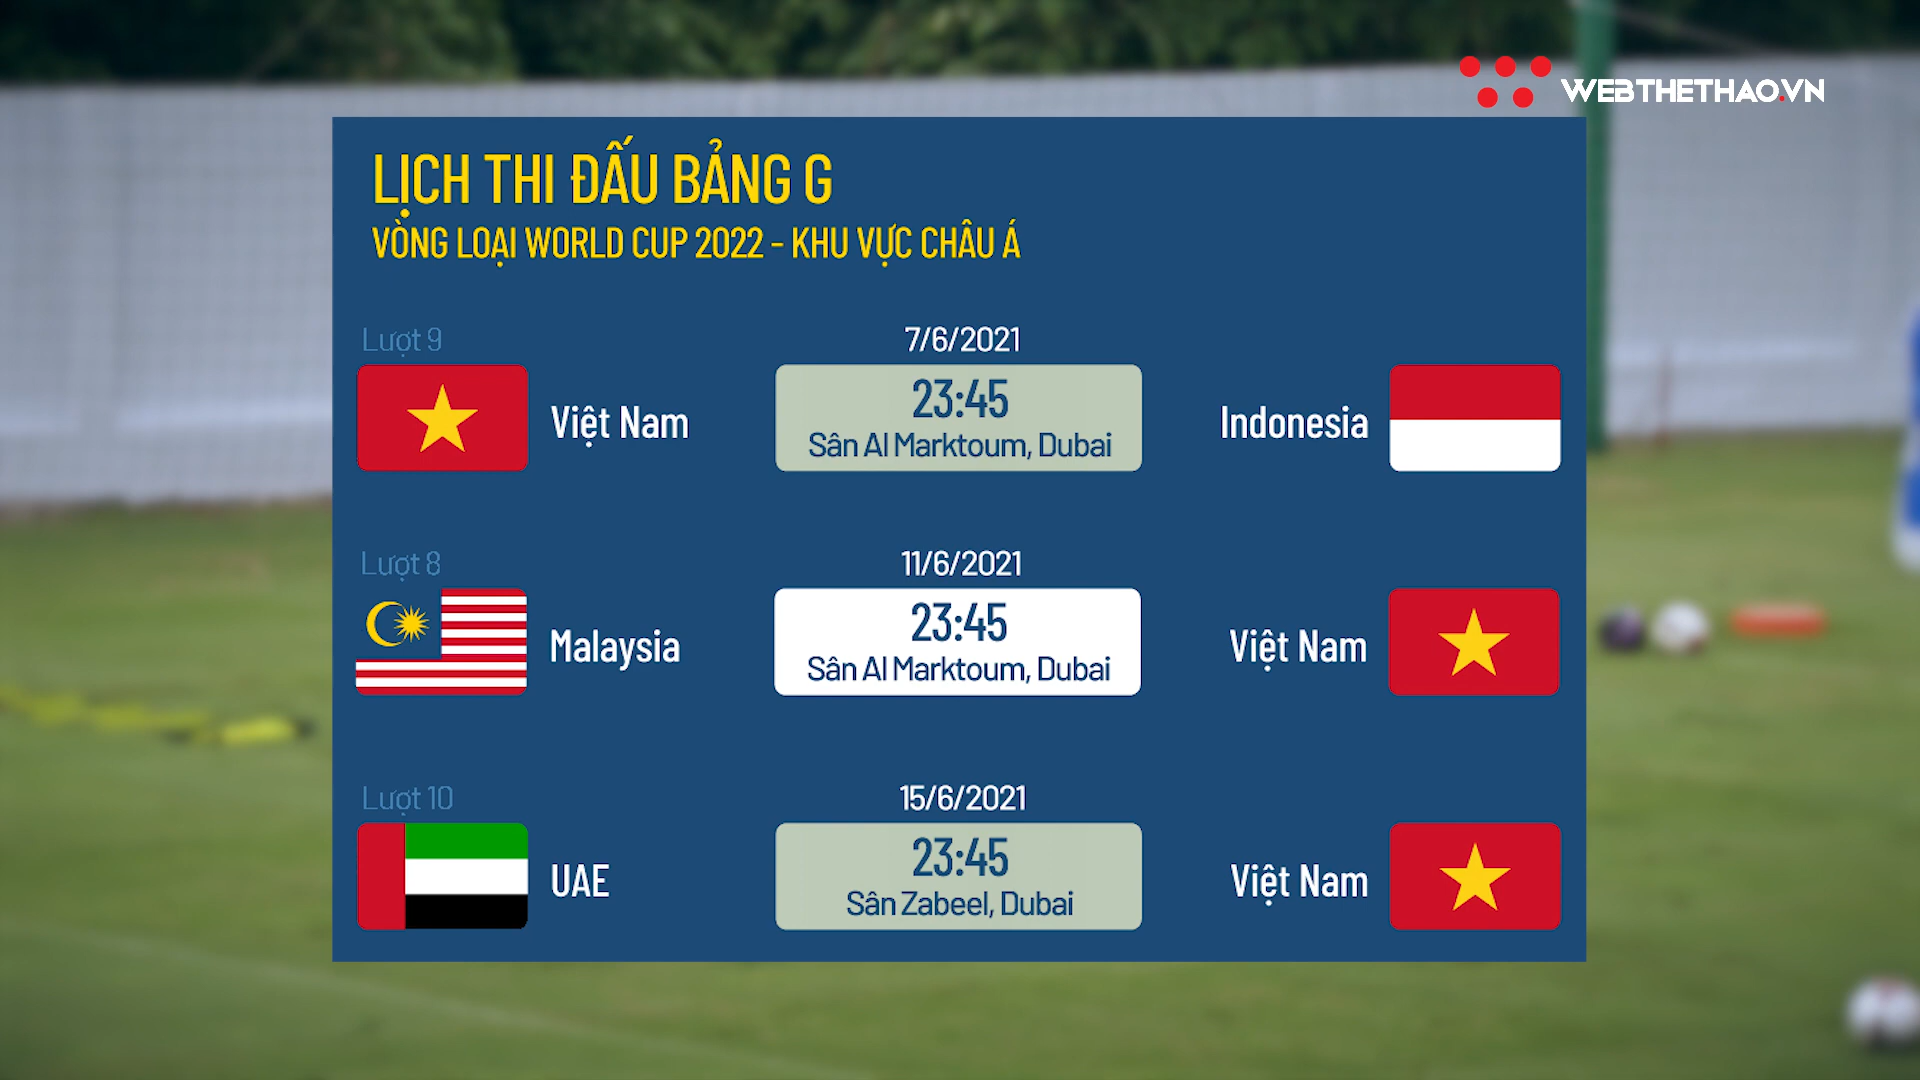 WEBTHETHAO.VN
LỊCH THI ĐẤU BẢNG G
VÒNG LOẠI WORLD CUP 2022 - KHU VỰC CHÂU Á
Lượt 9
7/6/2021
Việt Nam
23:45
Sân Al Marktoum, Dubai
Indonesia
Lượt 8
11/6/2021
Malaysia
23:45
Sân Al Marktoum, Dubai
Việt Nam
Lượt 10
15/6/2021
UAE
23:45
Sân Zabeel, Dubai
Việt Nam